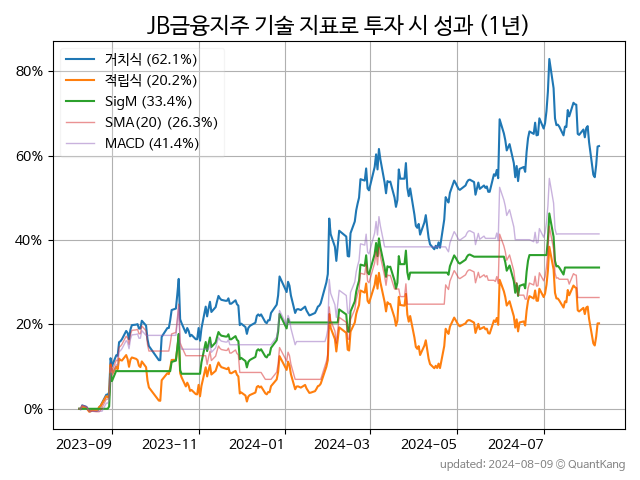 JB금융지주 기술 지표로 투자 시 성과 (1년)
거치식 (62.1%)
적립식 (20.2%)
SigM (33.4%)
SMA(20) (26.3%)
MACD (41.4%)
80%
60%
40%
20%
0%
2023-09 2023-11 2024-01 2024-03 2024-05 2024-07
updated: 2024-08-09 © QuantKang